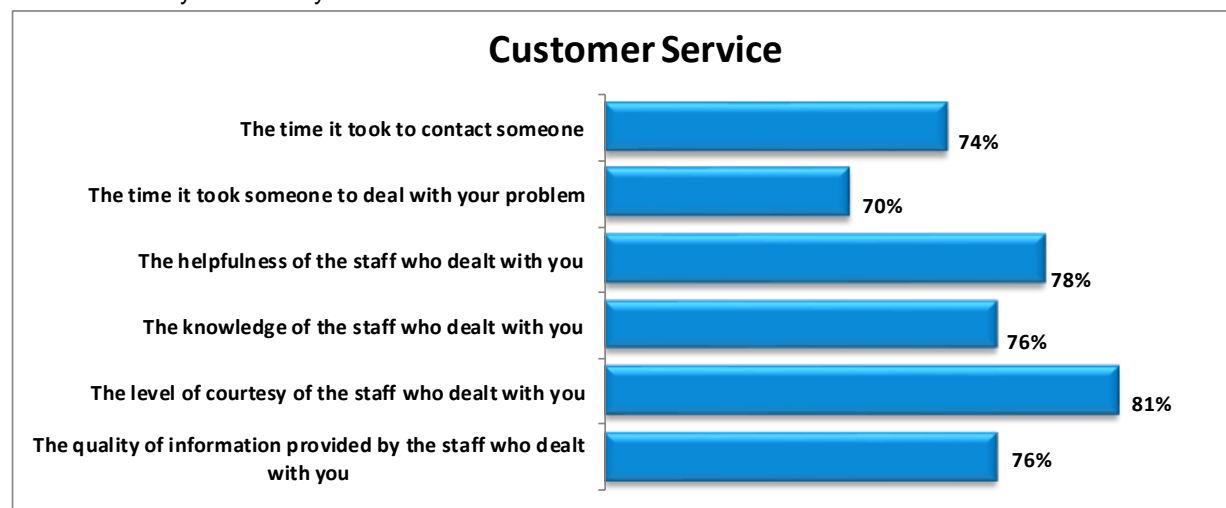 Customer Service
The time it took to contact someone
74%
The time it took someone to deal with your problem
70%
The helpfulness of the staff who dealt with you
78%
The knowledge of the staff who dealt with you
76%
The level of courtesy of the staff who dealt with you
81%
The quality of information provided by the staff who dealt
with you
76%